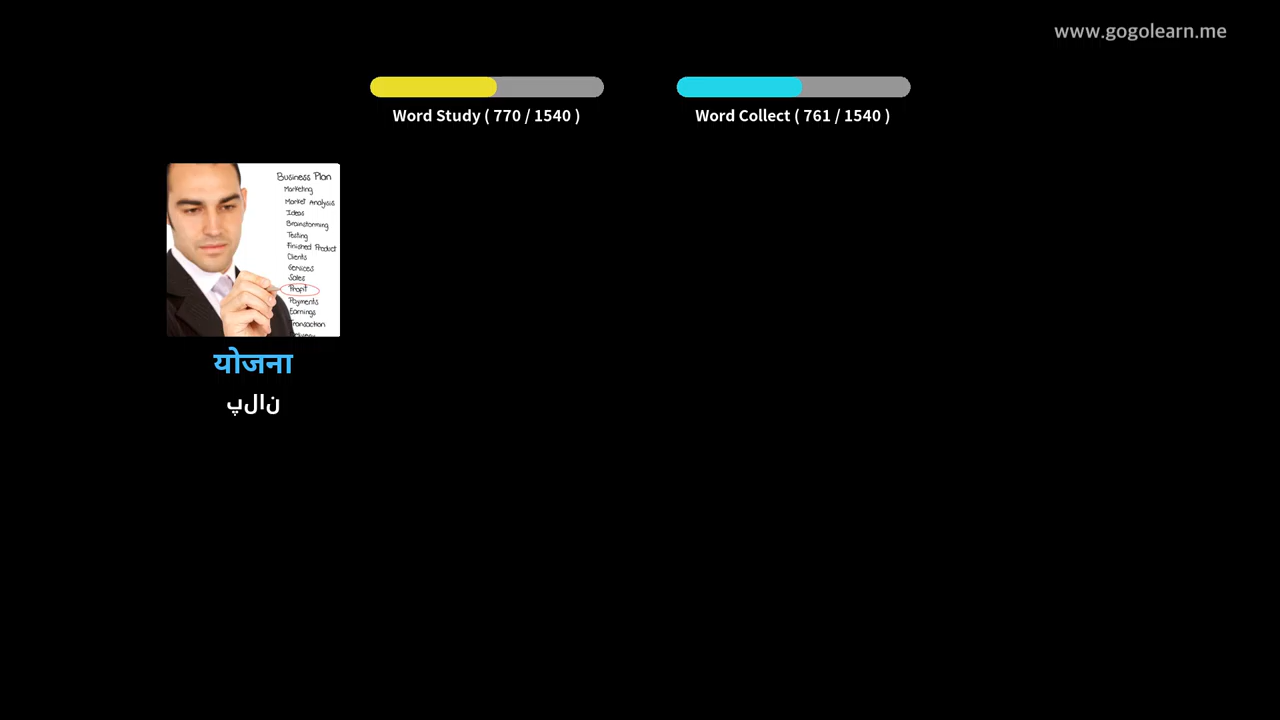 www.gogolearn.me
Word Study ( 770 / 1540 )
Word Collect ( 761 / 1540 )
Business Plan
Marketing
Market Analysis
Ideas
Brainstorming
Testing
Finished Product
Clients
Services
Sales
Profit
Payments
Earnings
Transaction
Delivery
योजना
پلان